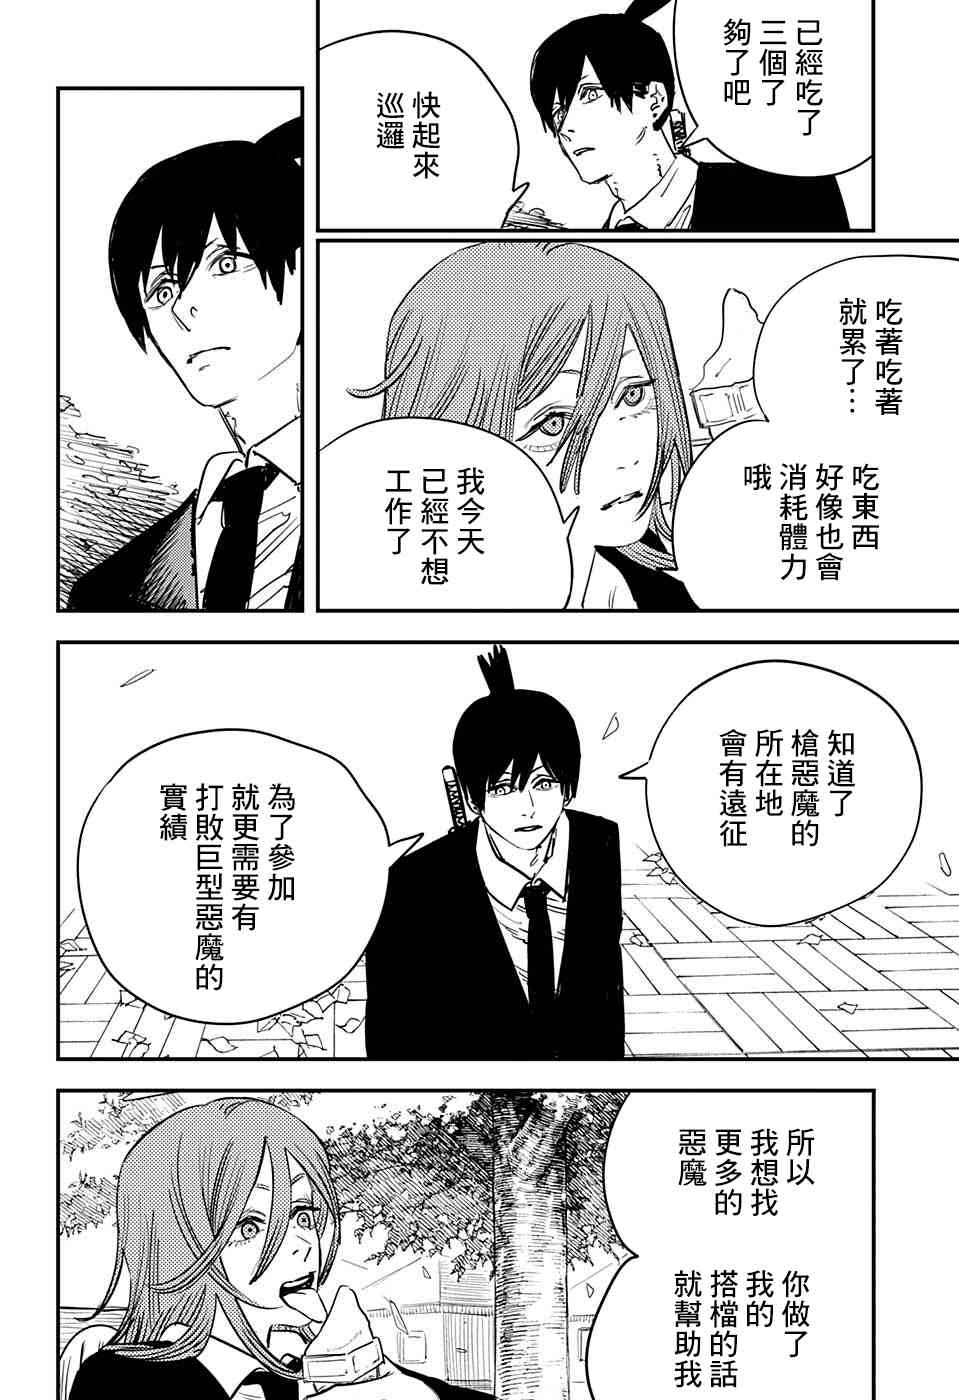 已經吃了
三個了
夠了吧
快起來
巡邏
吃著吃著
就累了⋯
吃東西
好像也會
消耗體力
哦
我今天
已經不想
工作了
知道了
槍惡魔的
所在地
會有遠征
為了參加
就更需要有
打敗巨型惡魔的
實績
所以
我想找
更多的
惡魔
你做了
我的
搭檔的話
就幫助我